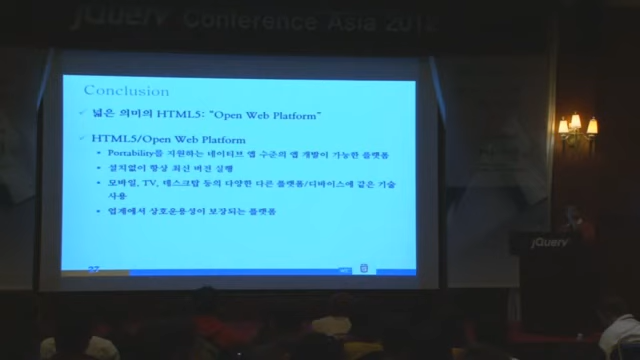 jQuery Conference Asia 2012
Conclusion
✓ 넓은 의미의 HTML5: "Open Web Platform"
✓ HTML5/Open Web Platform
• Portability를 지원하는 네이티브 앱 수준의 앱 개발이 가능한 플랫폼
• 설치없이 항상 최신 버전 실행
• 모바일, TV, 데스크탑 등의 다양한 다른 플랫폼/디바이스에 같은 기술
사용
• 업계에서 상호운용성이 보장되는 플랫폼
jQuery
37